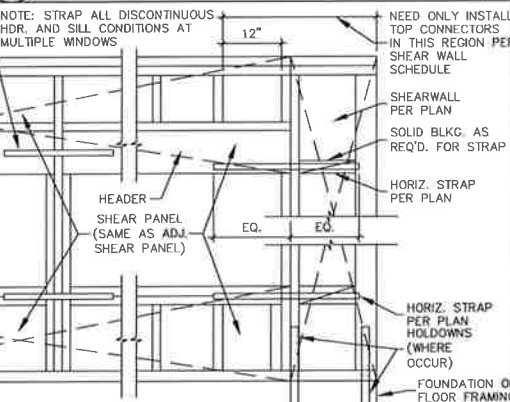 NOTE: STRAP ALL DISCONTINUOUS
HDR. AND SILL CONDITIONS AT
MULTIPLE WINDOWS
12"
NEED ONLY INSTALL
TOP CONNECTORS
IN THIS REGION PER
SHEAR WALL
SCHEDULE
SHEARWALL
PER PLAN
SOLID BLKG. AS
REQ'D. FOR STRAP
HORIZ. STRAP
PER PLAN
HEADER
SHEAR PANEL
(SAME AS ADJ.
SHEAR PANEL)
EQ.
EQ.
HORIZ. STRAP
PER PLAN
HOLDOWNS
(WHERE
OCCUR)
FOUNDATION O
FLOOR FRAMING